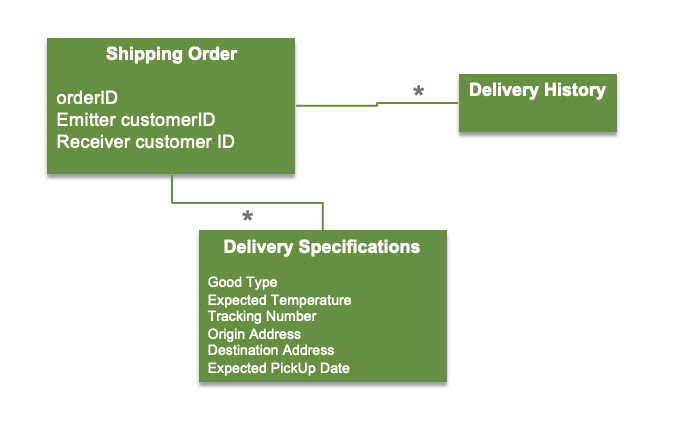 Shipping Order
orderID
Emitter customerID
Receiver customer ID
*
Delivery History
*
Delivery Specifications
Good Type
Expected Temperature
Tracking Number
Origin Address
Destination Address
Expected PickUp Date